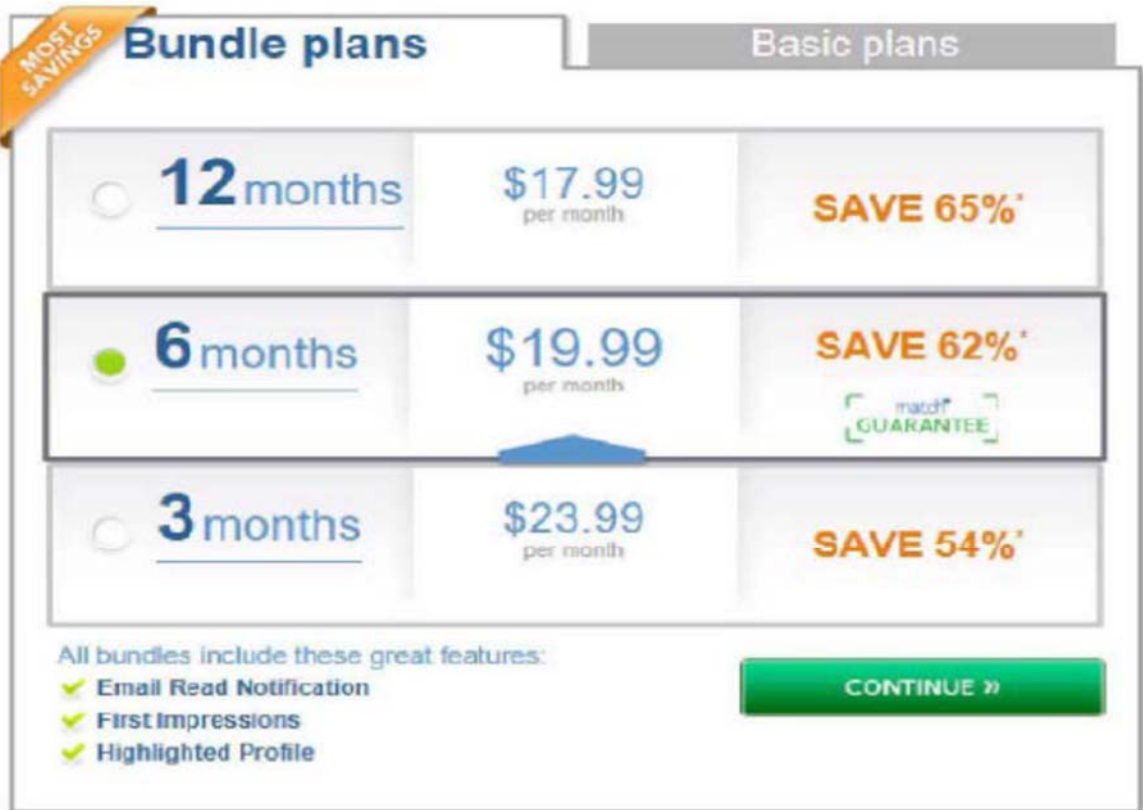 MOST
SAVINGS
Bundle plans
Basic plans
12 months
$17.99
per month
SAVE 65%*
6 months
$19.99
per month
SAVE 62%*
match
GUARANTEE
3 months
$23.99
per month
SAVE 54%*
All bundles include these great features:
Email Read Notification
First Impressions
Highlighted Profile
CONTINUE »